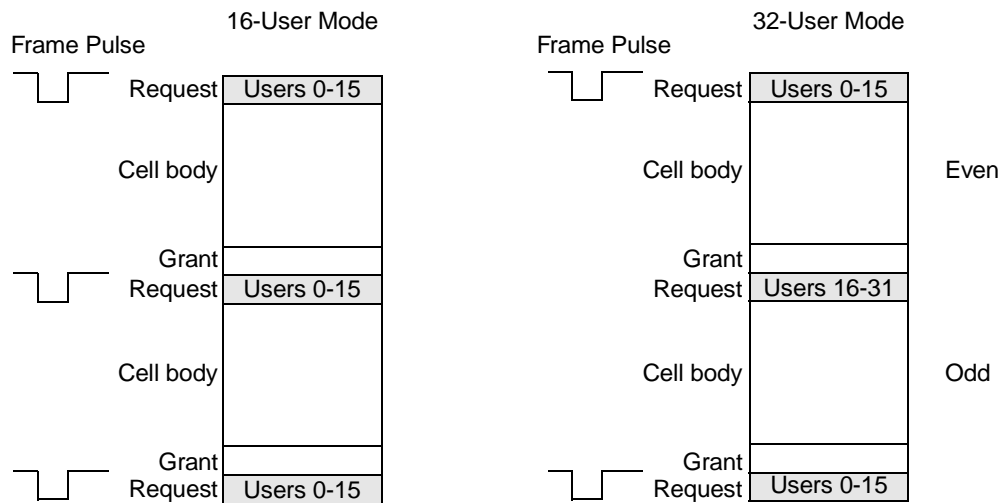 16-User Mode
Frame Pulse
Request Users 0-15
Cell body
Grant
Request Users 0-15
Cell body
Grant
Request Users 0-15
32-User Mode
Frame Pulse
Request Users 0-15
Cell body Even
Grant
Request Users 16-31
Cell body Odd
Grant
Request Users 0-15